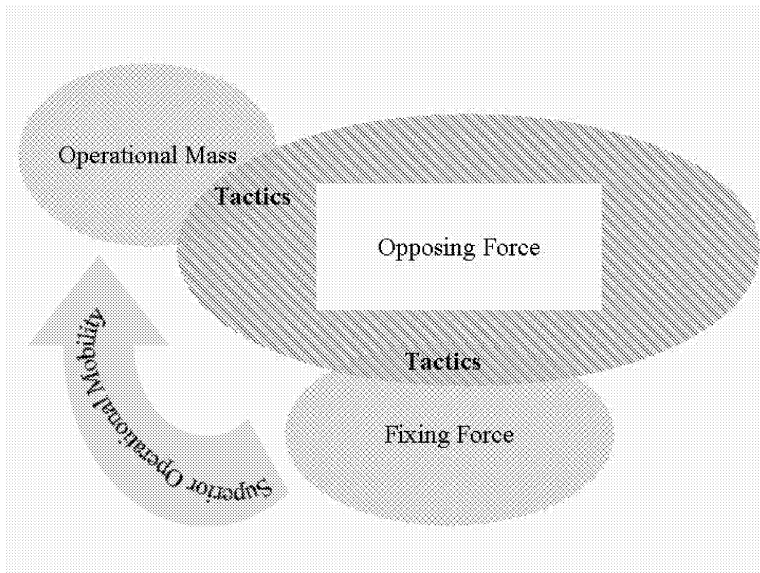 Operational Mass
Tactics
Opposing Force
Tactics
Fixing Force
Superior Operational Mobility